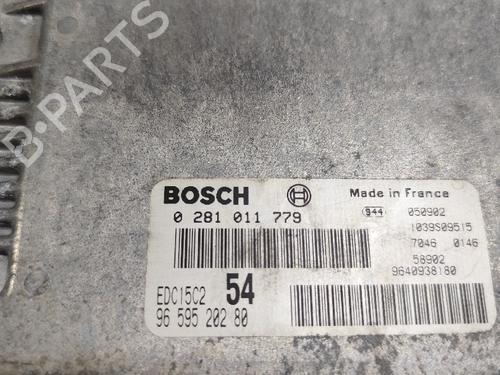 B-PARTS
BOSCH
Made in France
0 281 011 779
944 050902
1039S09515
7046 0146
58902
9640938180
EDC15C2 54
96 595 202 80